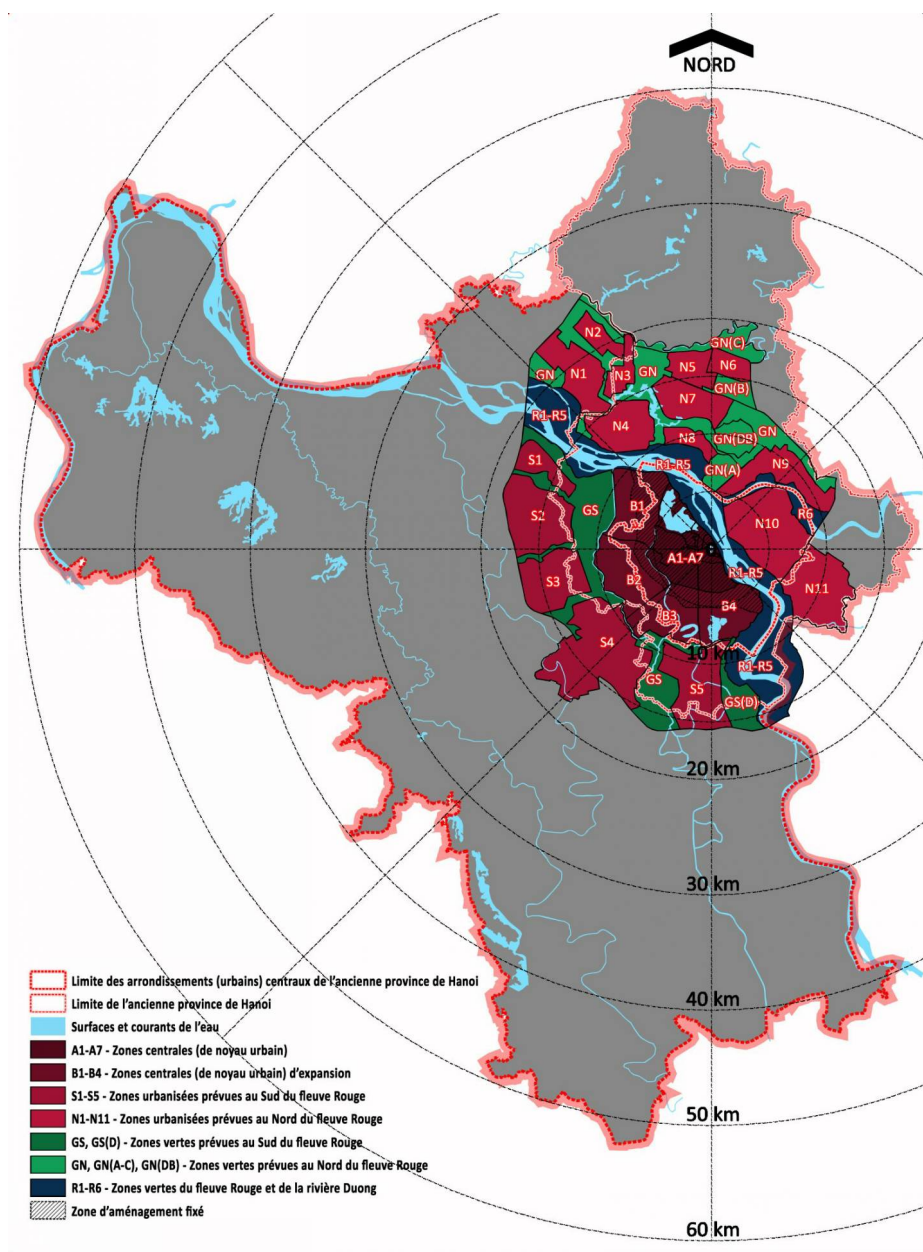 NORD
N2
GN(C)
GN
N1
N3
GN
N5
N6
GN(B)
N7
R1-R5
N4
N8
GN(DB)
GN
S1
R1-R5
GN(A)
N9
S2
GS
B1
N10
R6
A1-A7
S3
B2
R1-R5
N11
B3
B4
S4
10 km
R1-R5
GS
S5
GS(D)
20 km
30 km
40 km
50 km
60 km
Limite des arrondissements (urbains) centraux de l'ancienne province de Hanoi
Limite de l'ancienne province de Hanoi
Surfaces et courants de l'eau
A1-A7 - Zones centrales (de noyau urbain)
B1-B4 - Zones centrales (de noyau urbain) d'expansion
S1-S5 - Zones urbanisées prévues au Sud du fleuve Rouge
N1-N11 - Zones urbanisées prévues au Nord du fleuve Rouge
GS, GS(D) - Zones vertes prévues au Sud du fleuve Rouge
GN, GN(A-C), GN(DB) - Zones vertes prévues au Nord du fleuve Rouge
R1-R6 - Zones vertes du fleuve Rouge et de la rivière Duong
Zone d'aménagement fixé